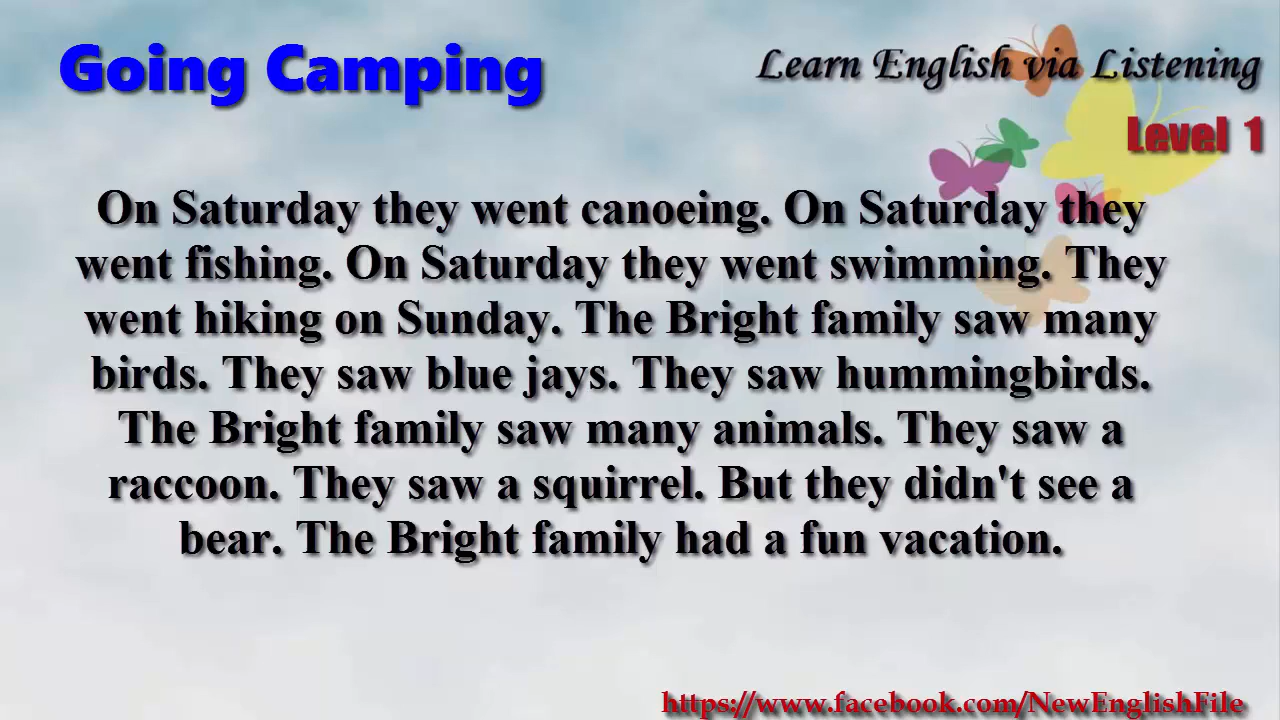 Going Camping
Learn English via Listening
Level 1
On Saturday they went canoeing. On Saturday they
went fishing. On Saturday they went swimming. They
went hiking on Sunday. The Bright family saw many
birds. They saw blue jays. They saw hummingbirds.
The Bright family saw many animals. They saw a
raccoon. They saw a squirrel. But they didn't see a
bear. The Bright family had a fun vacation.
https://www.facebook.com/NewEnglishFile